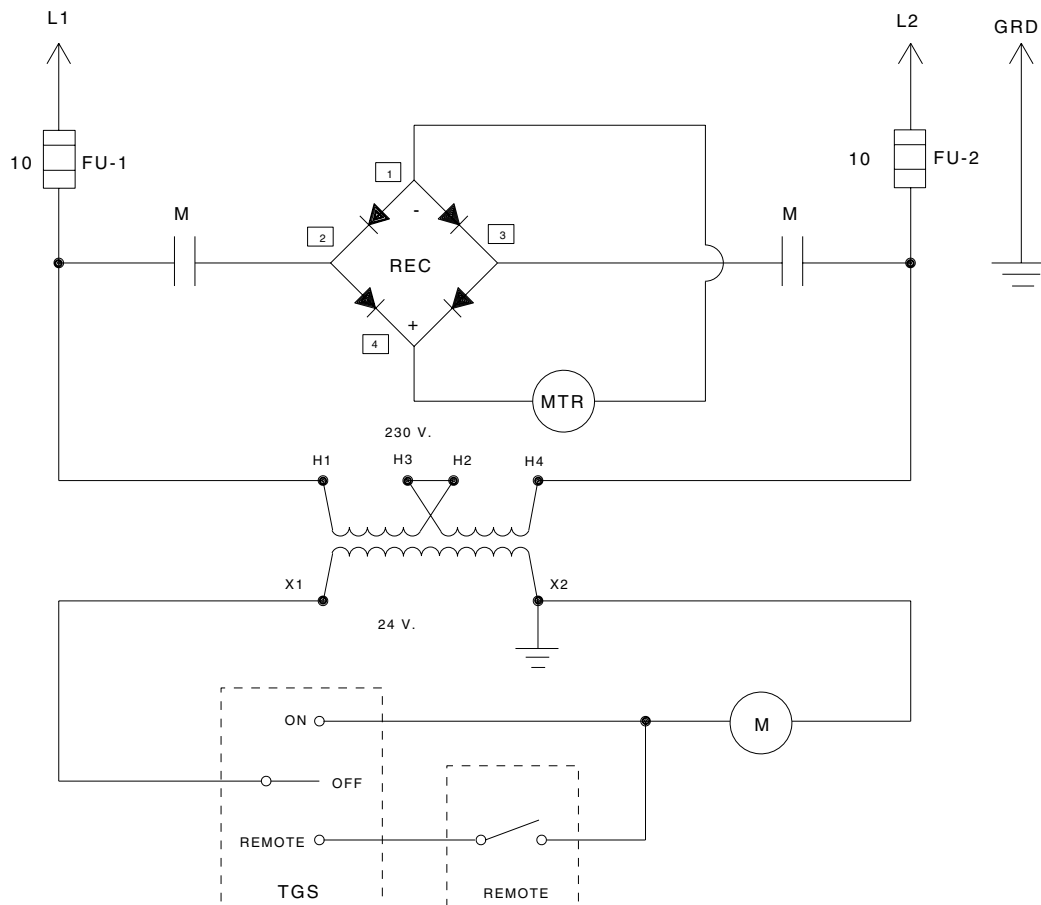 L1
L2
GRD
10
FU-1
10
FU-2
1
M
M
2
-
3
REC
4
+
MTR
230 V.
H1
H3
H2
H4
X1
X2
24 V.
ON
M
OFF
REMOTE
TGS
REMOTE